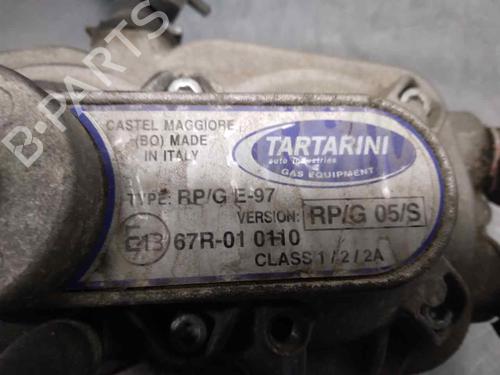 B-PARTS
CASTEL MAGGIORE
(BO) MADE
IN ITALY
TARTARINI
auto industries
GAS EQUIPMENT
TYPE: RP/G E-97
VERSION: RP/G 05/S
E13 67R-01 0110
CLASS 1/2/2A